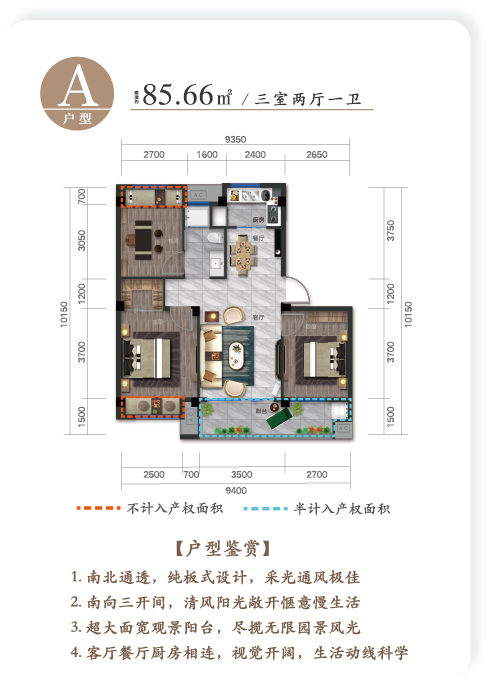 A
户型
建面约85.66㎡/三室两厅一卫
9350
2700 1600 2400 2650
700
3050
1200
3700
1500
10150
3750
1200
3700
1500
10150
AC
厨房
餐厅
客厅
阳台
AC
AC
2500 700 3500 2700
9400
不计入产权面积 半计入产权面积
【户型鉴赏】
1. 南北通透，纯板式设计，采光通风极佳
2. 南向三开间，清风阳光敞开惬意慢生活
3. 超大面宽观景阳台，尽揽无限园景风光
4. 客厅餐厅厨房相连，视觉开阔，生活动线科学